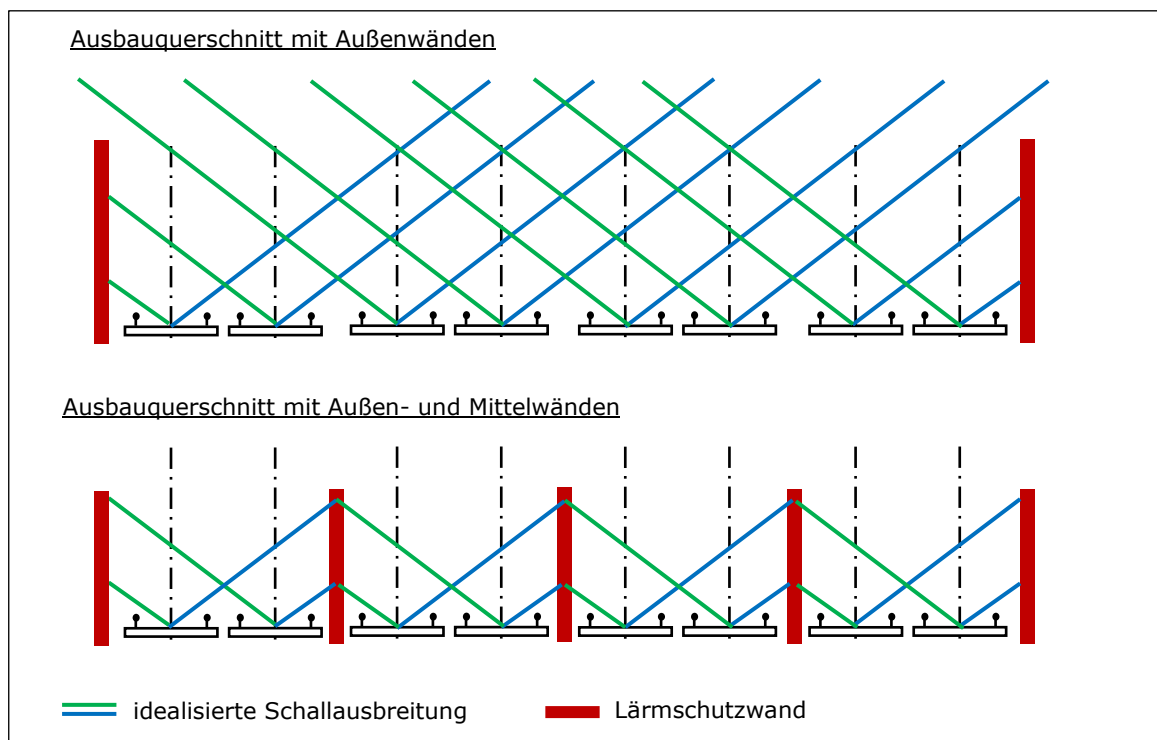 Ausbauquerschnitt mit Außenwänden
Ausbauquerschnitt mit Außen- und Mittelwänden
idealisierte Schallausbreitung
Lärmschutzwand